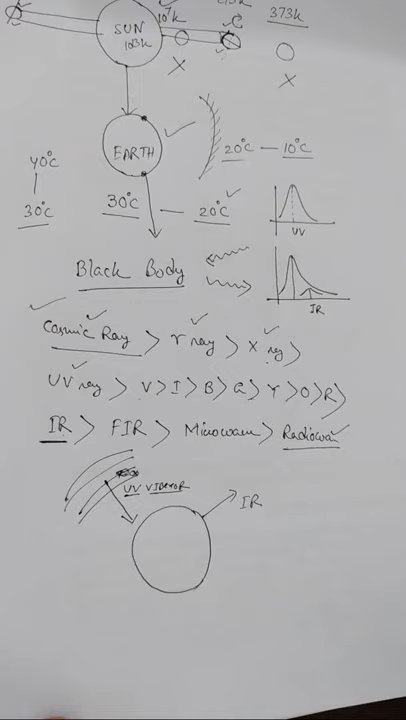 373k
SUN
EARTH
20°C — 10°C
40°C
30°C
30°C — 20°C
UV
Black Body
IR
Cosmic Ray > γ ray > X ray >
UV ray > V > I > B > G > Y > O > R >
IR > FIR > Microwave > Radiowave
UV VIBGYOR
IR